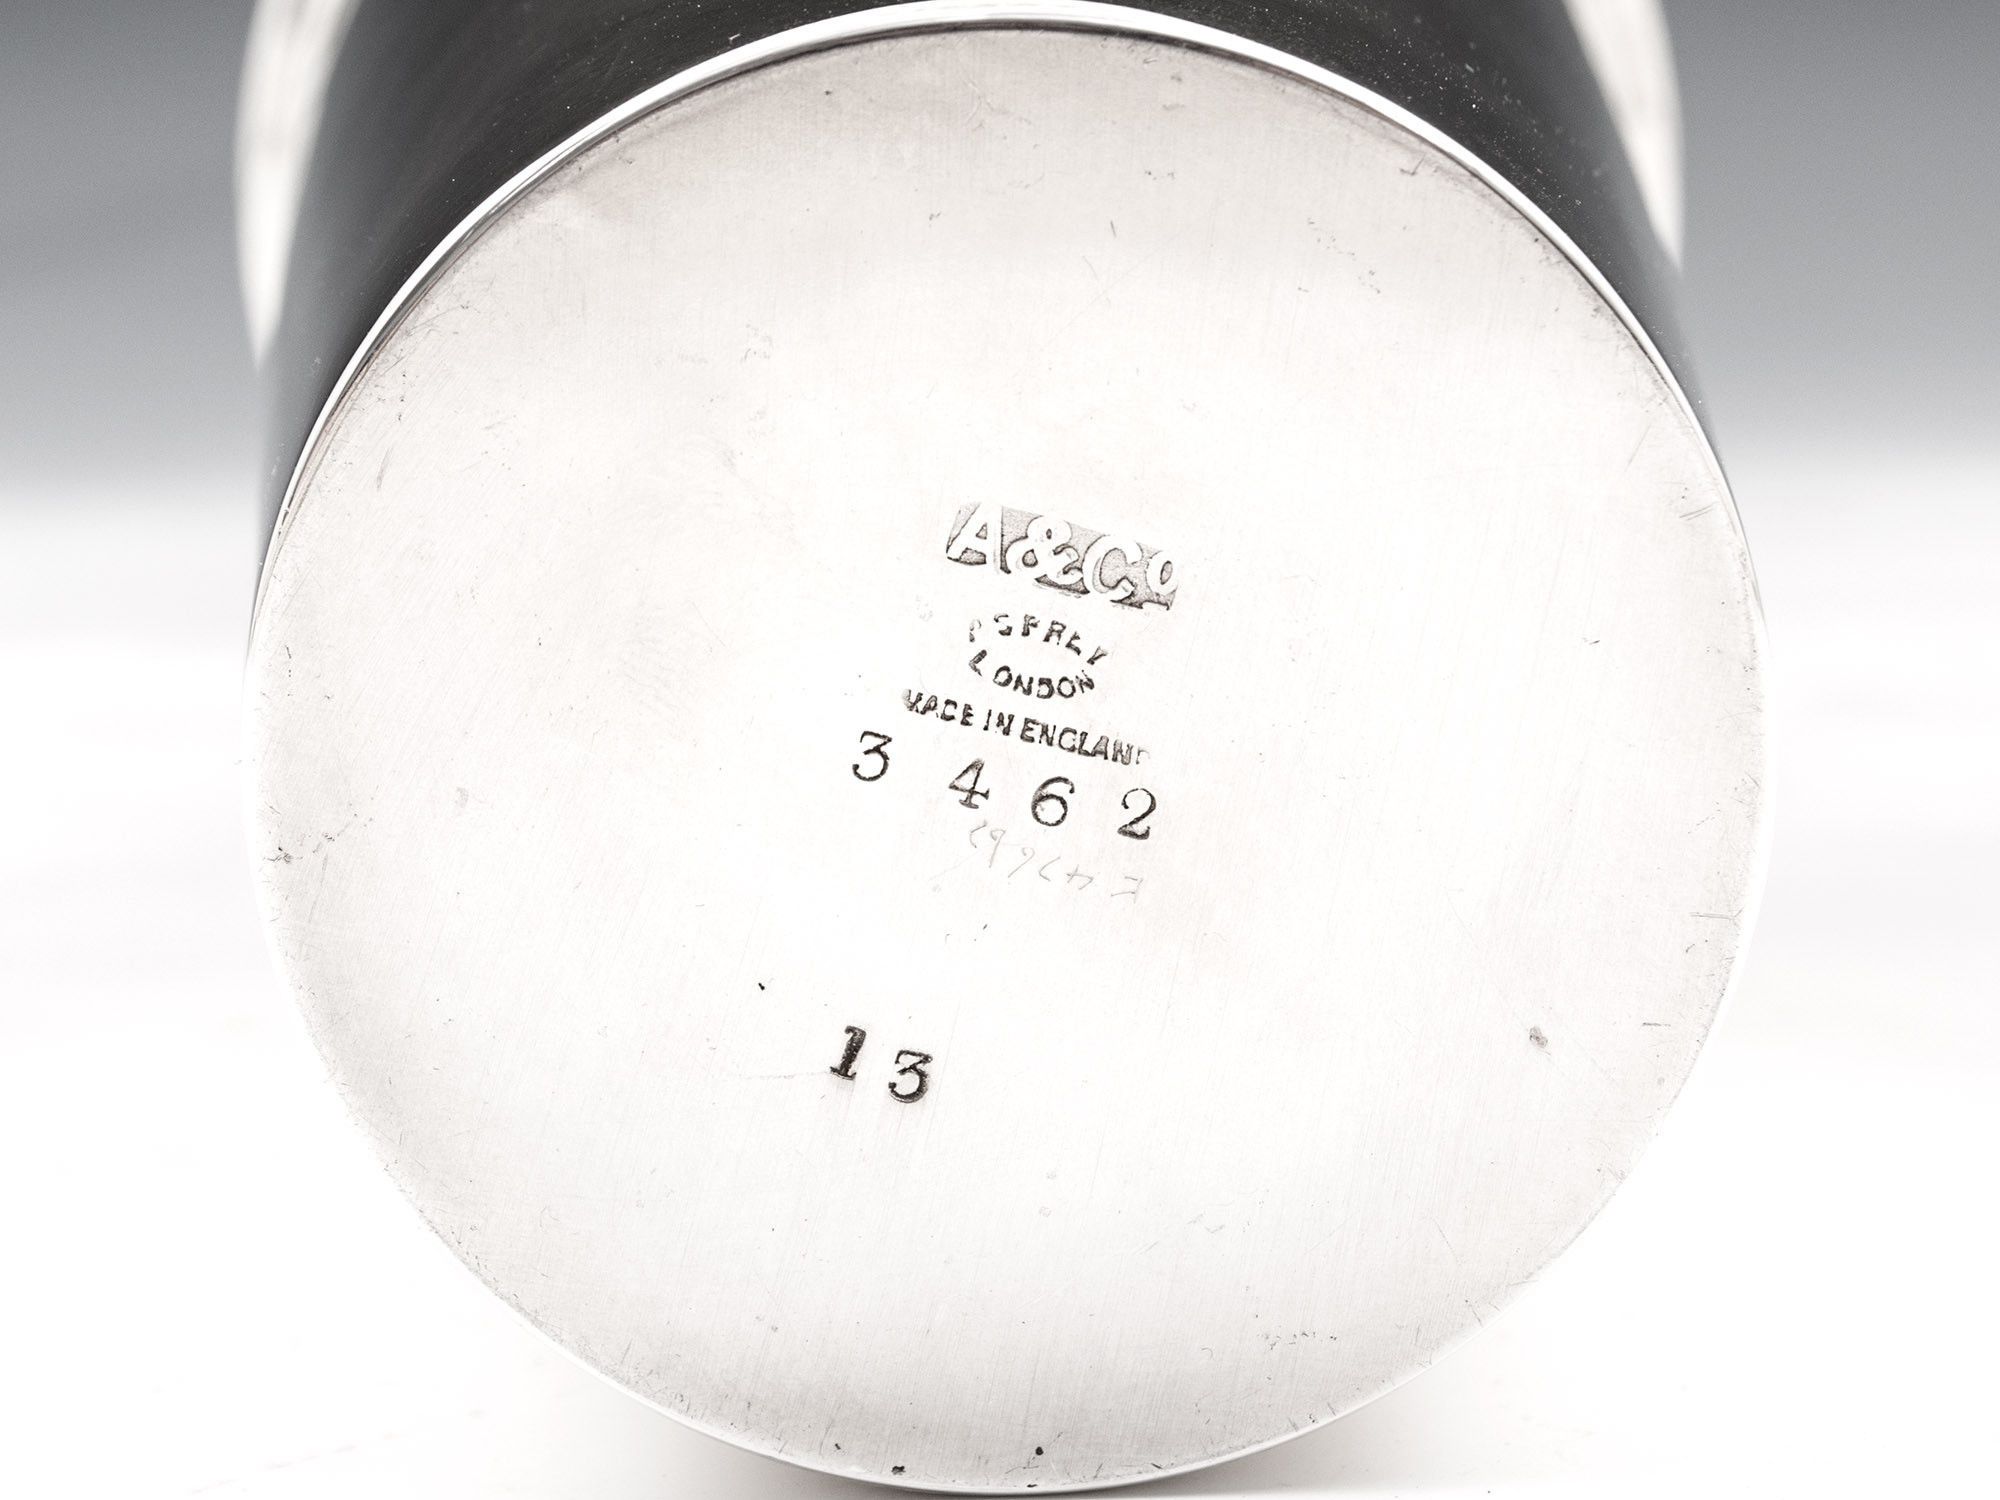 A&Co
ASPREY
LONDON
MADE IN ENGLAND
3 4 6 2
13